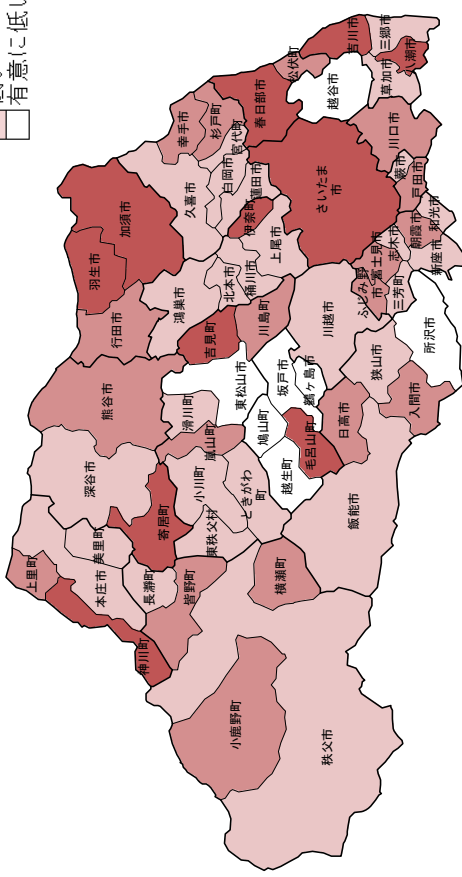 低い
有意に低い
上里町
神川町
本庄市
美里町
深谷市
長瀞町
皆野町
寄居町
小鹿野町
秩父市
横瀬町
東秩父村
小川町
ときがわ
町
嵐山町
滑川町
熊谷市
行田市
羽生市
加須市
鴻巣市
吉見町
東松山市
鳩山町
越生町
毛呂山町
坂戸市
鶴ヶ島市
川島町
北本市
桶川市
上尾市
伊奈町
久喜市
幸手市
杉戸町
宮代町
白岡市
蓮田市
春日部市
松伏町
吉川市
三郷市
越谷市
草加市
八潮市
さいたま
市
川口市
蕨市
戸田市
川越市
ふじみ野
市
富士見市
志木市
朝霞市
和光市
新座市
三芳町
所沢市
狭山市
入間市
日高市
飯能市